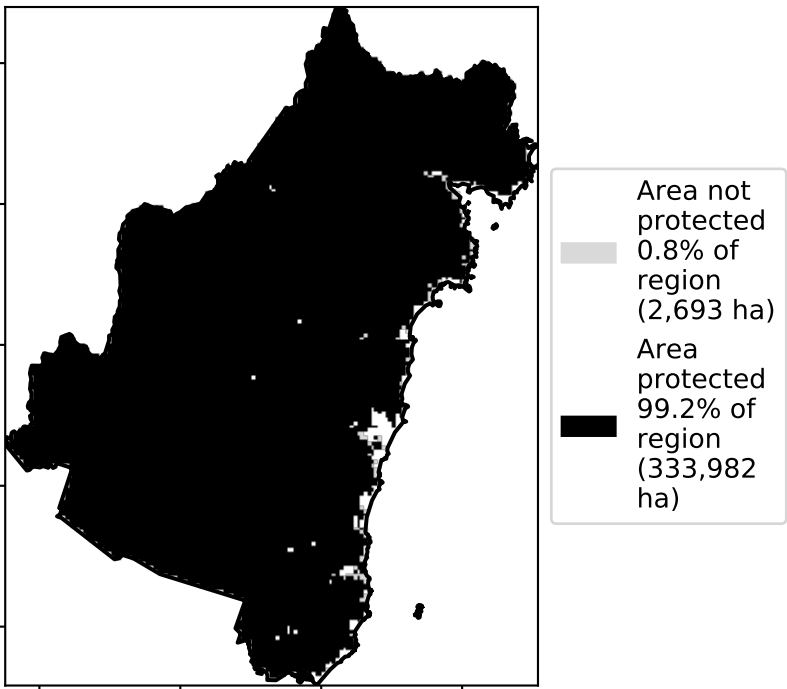 Area not
protected
0.8% of
region
(2,693 ha)
Area
protected
99.2% of
region
(333,982
ha)